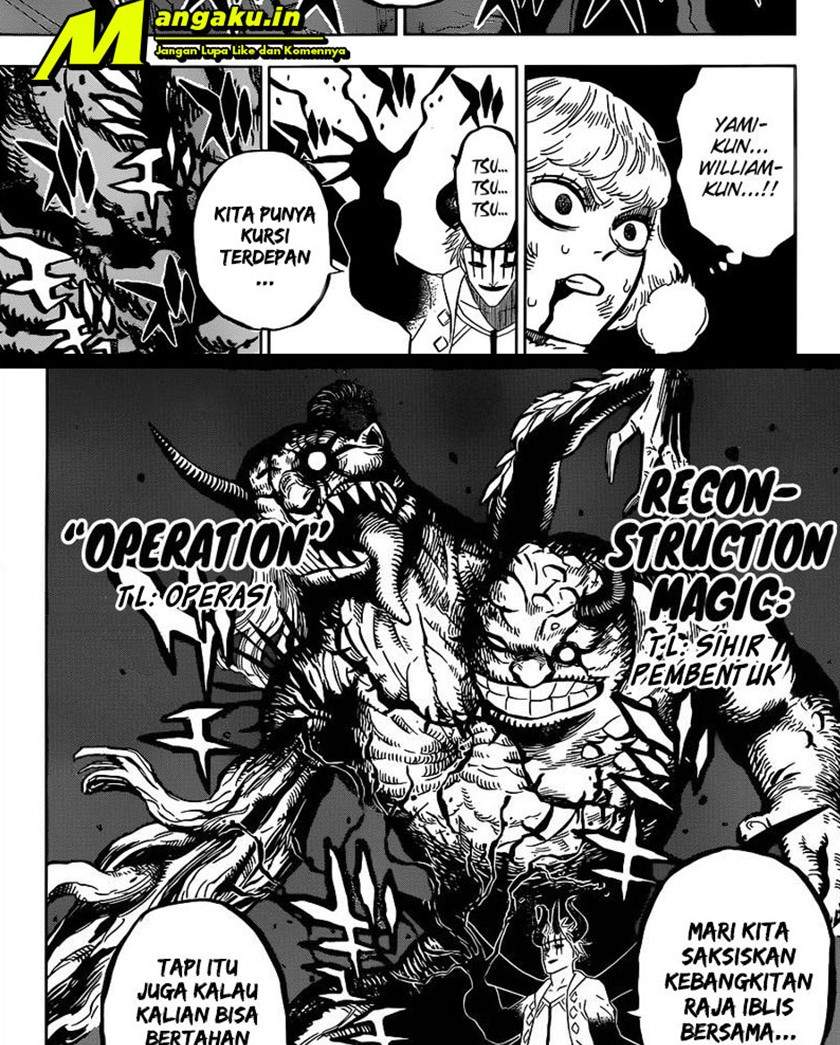 Mangaku.in
Jangan Lupa Like dan Komennya
YAMI-
KUN...
WILLIAM-
KUN...!!
TSU...
TSU...
TSU...
KITA PUNYA
KURSI
TERDEPAN
...
RECON-
STRUCTION
MAGIC:
TL: SIHIR
PEMBENTUK
"OPERATION"
TL: OPERASI
MARI KITA
SAKSISKAN
KEBANGKITAN
RAJA IBLIS
BERSAMA...
TAPI ITU
JUGA KALAU
KALIAN BISA
BERTAHAN